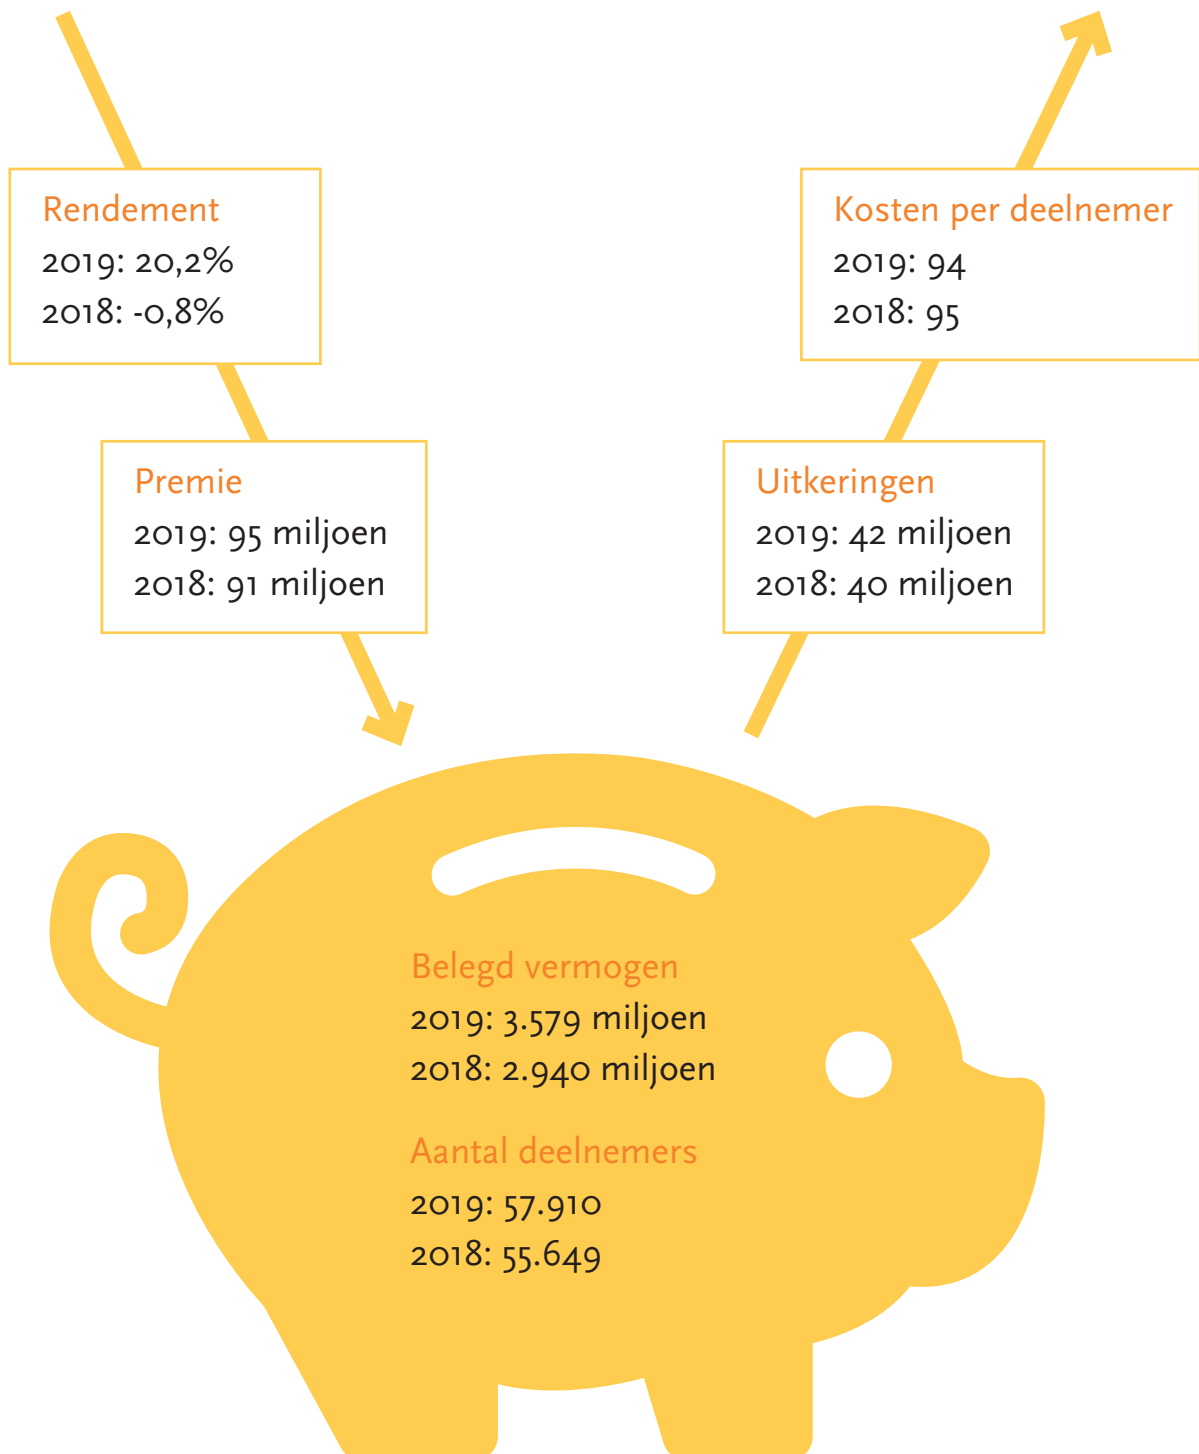 Rendement
2019: 20,2%
2018: -0,8%
Kosten per deelnemer
2019: 94
2018: 95
Premie
2019: 95 miljoen
2018: 91 miljoen
Uitkeringen
2019: 42 miljoen
2018: 40 miljoen
Belegd vermogen
2019: 3.579 miljoen
2018: 2.940 miljoen
Aantal deelnemers
2019: 57.910
2018: 55.649